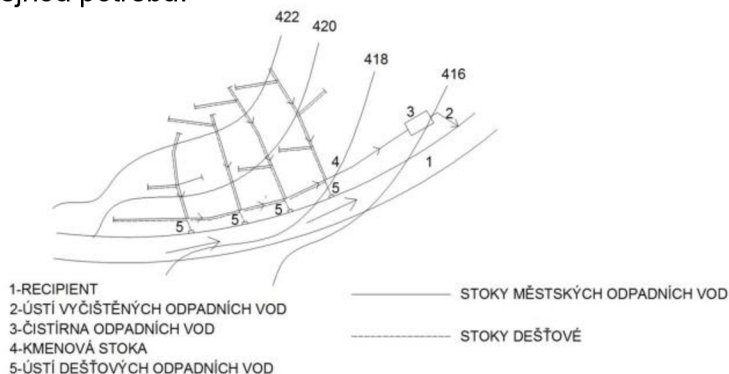 422
420
418
416
3
2
4
1
5
5
5
5
1-RECIPIENT
2-ÚSTÍ VYČIŠTĚNÝCH ODPADNÍCH VOD
3-ČISTÍRNA ODPADNÍCH VOD
4-KMENOVÁ STOKA
5-ÚSTÍ DEŠŤOVÝCH ODPADNÍCH VOD
STOKY MĚSTSKÝCH ODPADNÍCH VOD
STOKY DEŠŤOVÉ